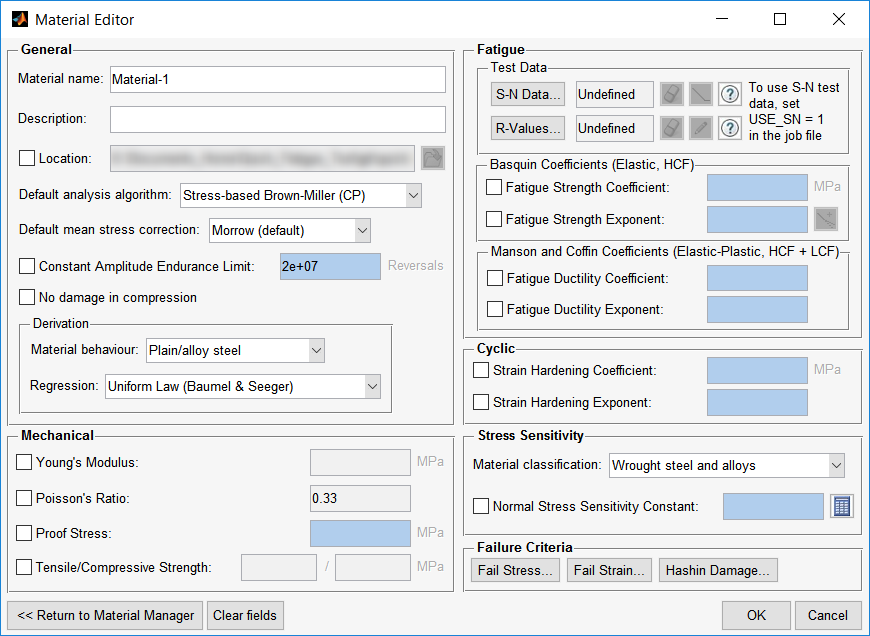 Material Editor
General
Material name: Material-1
Description:
Location:
Default analysis algorithm: Stress-based Brown-Miller (CP)
Default mean stress correction: Morrow (default)
Constant Amplitude Endurance Limit: 2e+07 Reversals
No damage in compression
Derivation
Material behaviour: Plain/alloy steel
Regression: Uniform Law (Baumel & Seeger)
Mechanical
Young's Modulus: MPa
Poisson's Ratio: 0.33
Proof Stress: MPa
Tensile/Compressive Strength: / MPa
Fatigue
Test Data
S-N Data... Undefined
R-Values... Undefined
To use S-N test
data, set
USE_SN = 1
in the job file
Basquin Coefficients (Elastic, HCF)
Fatigue Strength Coefficient: MPa
Fatigue Strength Exponent:
Manson and Coffin Coefficients (Elastic-Plastic, HCF + LCF)
Fatigue Ductility Coefficient:
Fatigue Ductility Exponent:
Cyclic
Strain Hardening Coefficient: MPa
Strain Hardening Exponent:
Stress Sensitivity
Material classification: Wrought steel and alloys
Normal Stress Sensitivity Constant:
Failure Criteria
Fail Stress... Fail Strain... Hashin Damage...
<< Return to Material Manager Clear fields OK Cancel